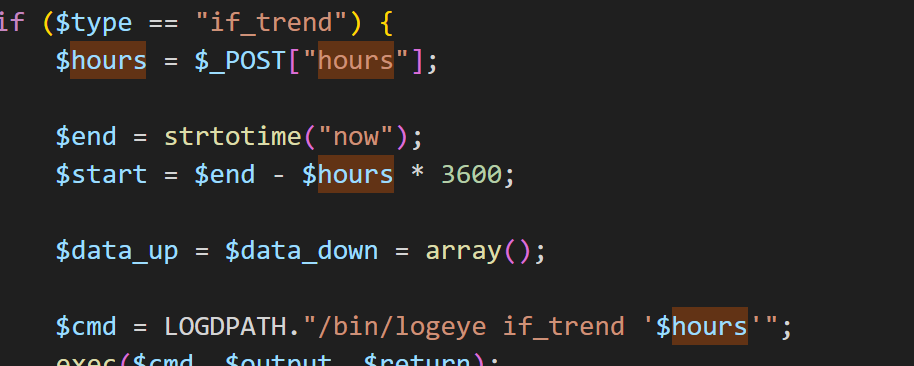 if ($type == "if_trend") {
$hours = $_POST["hours"];
$end = strtotime("now");
$start = $end - $hours * 3600;
$data_up = $data_down = array();
$cmd = LOGDPATH."/bin/logeye if_trend '$hours'";
exec($cmd, $output, $return);